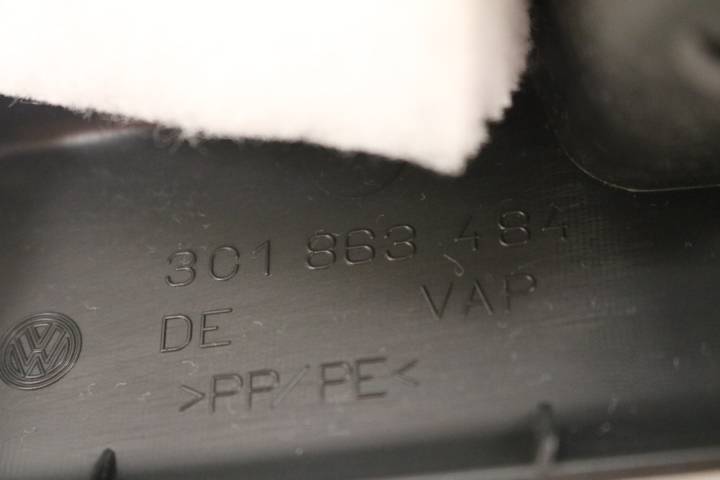 3C1 863 484
DE VAP
>PP/PE<